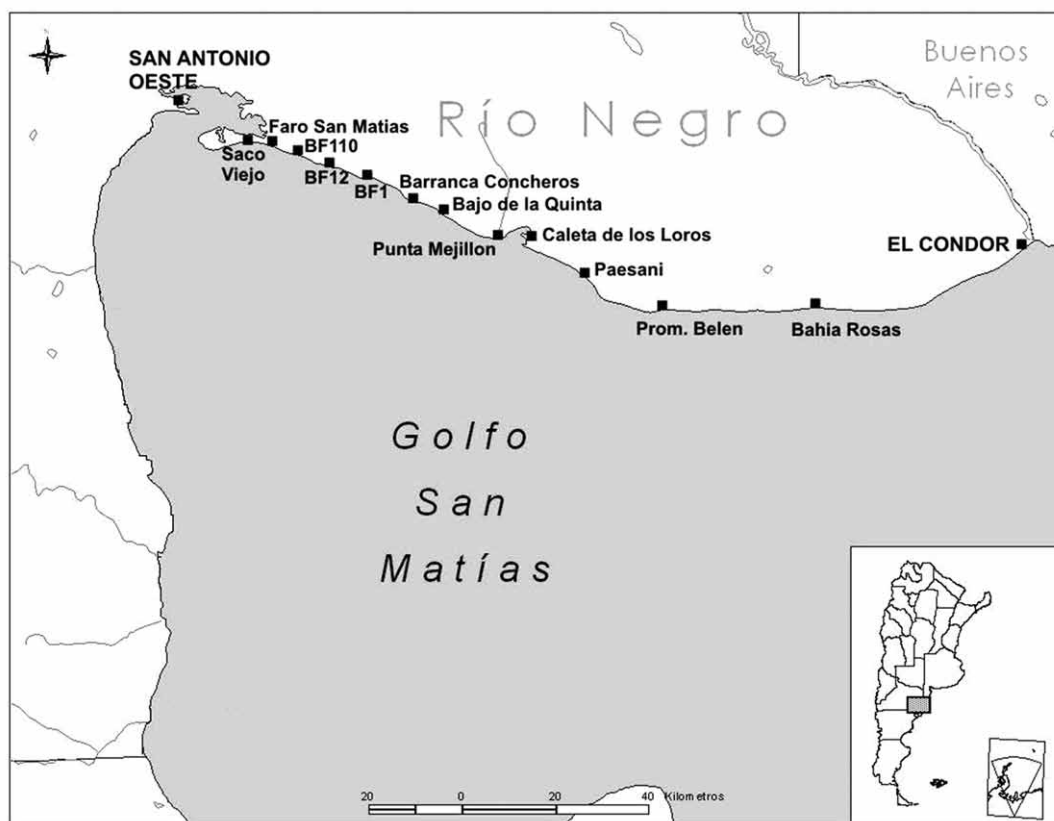 SAN ANTONIO
OESTE
Buenos
Aires
Río Negro
Faro San Matias
BF110
Saco
Viejo
BF12
BF1
Barranca Concheros
Bajo de la Quinta
Punta Mejillon
Caleta de los Loros
EL CONDOR
Paesani
Prom. Belen
Bahia Rosas
Golfo
San
Matías
20 0 20 40 Kilometros